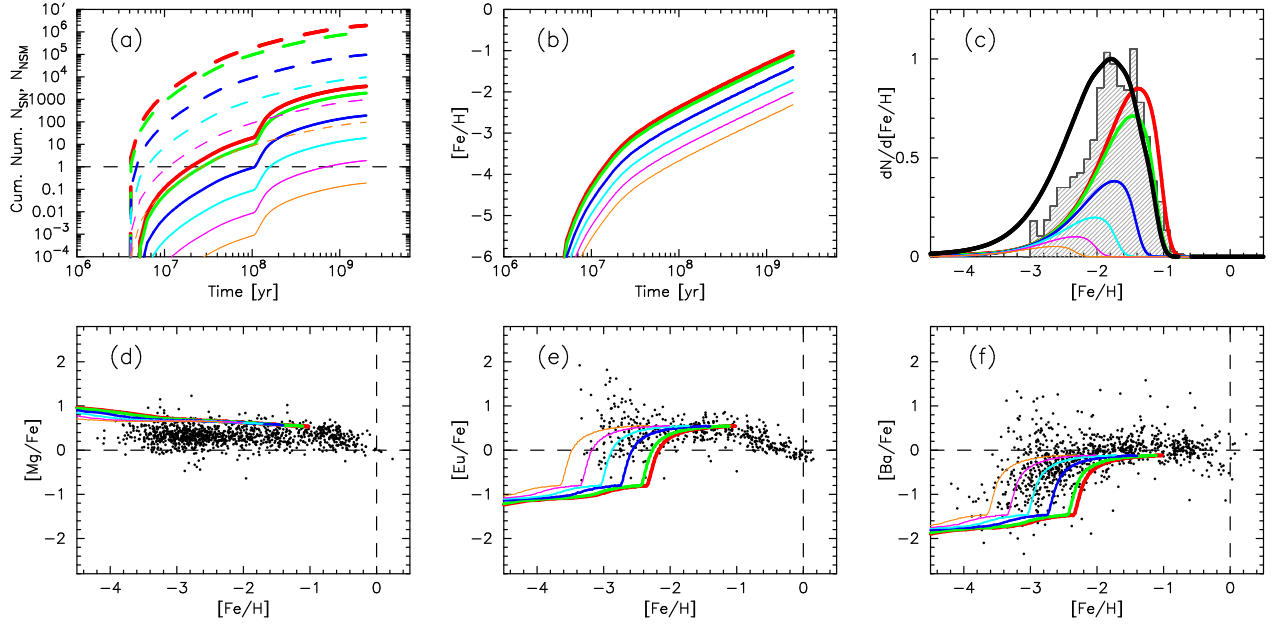 (a)
Cum. Num. N_SN, N_NSM
10^7
10^6
10^5
10^4
1000
100
10
1
0.1
0.01
10^−3
10^−4
10^6 10^7 10^8 10^9
Time [yr]
(b)
[Fe/H]
0
−1
−2
−3
−4
−5
−6
10^6 10^7 10^8 10^9
Time [yr]
(c)
dN/d[Fe/H]
1
0.5
0
−4 −3 −2 −1 0
[Fe/H]
(d)
[Mg/Fe]
2
1
0
−1
−2
−4 −3 −2 −1 0
[Fe/H]
(e)
[Eu/Fe]
2
1
0
−1
−2
−4 −3 −2 −1 0
[Fe/H]
(f)
[Ba/Fe]
2
1
0
−1
−2
−4 −3 −2 −1 0
[Fe/H]